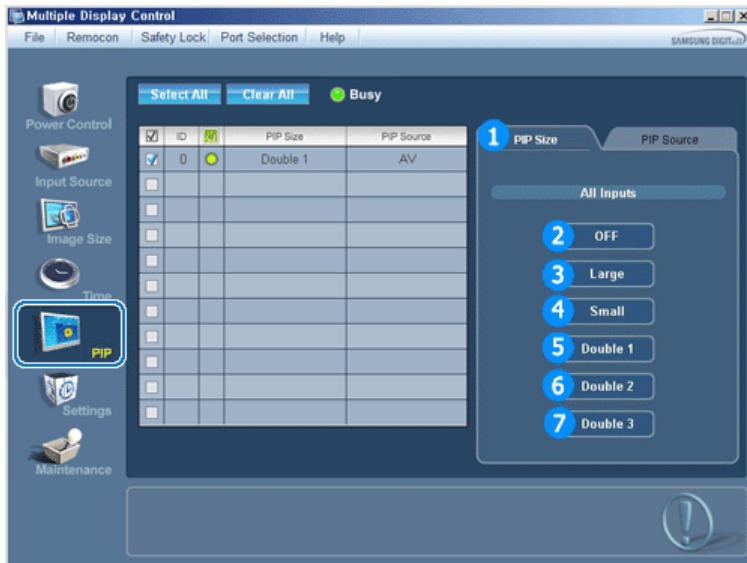 Multiple Display Control
File Remocon Safety Lock Port Selection Help
SAMSUNG DIGITall
Select All Clear All Busy
Power Control
Input Source
Image Size
Time
PIP
Settings
Maintenance
ID PIP Size PIP Source
0 Double 1 AV
1 PIP Size PIP Source
All Inputs
2 OFF
3 Large
4 Small
5 Double 1
6 Double 2
7 Double 3